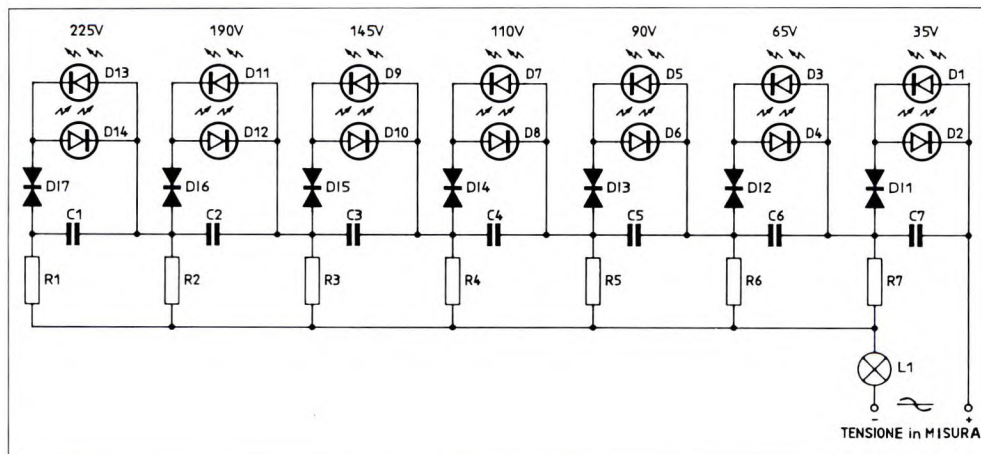 225V 190V 145V 110V 90V 65V 35V
D13 D11 D9 D7 D5 D3 D1
D14 D12 D10 D8 D6 D4 D2
DI7 DI6 DI5 DI4 DI3 DI2 DI1
C1 C2 C3 C4 C5 C6 C7
R1 R2 R3 R4 R5 R6 R7
L1
- +
TENSIONE in MISURA